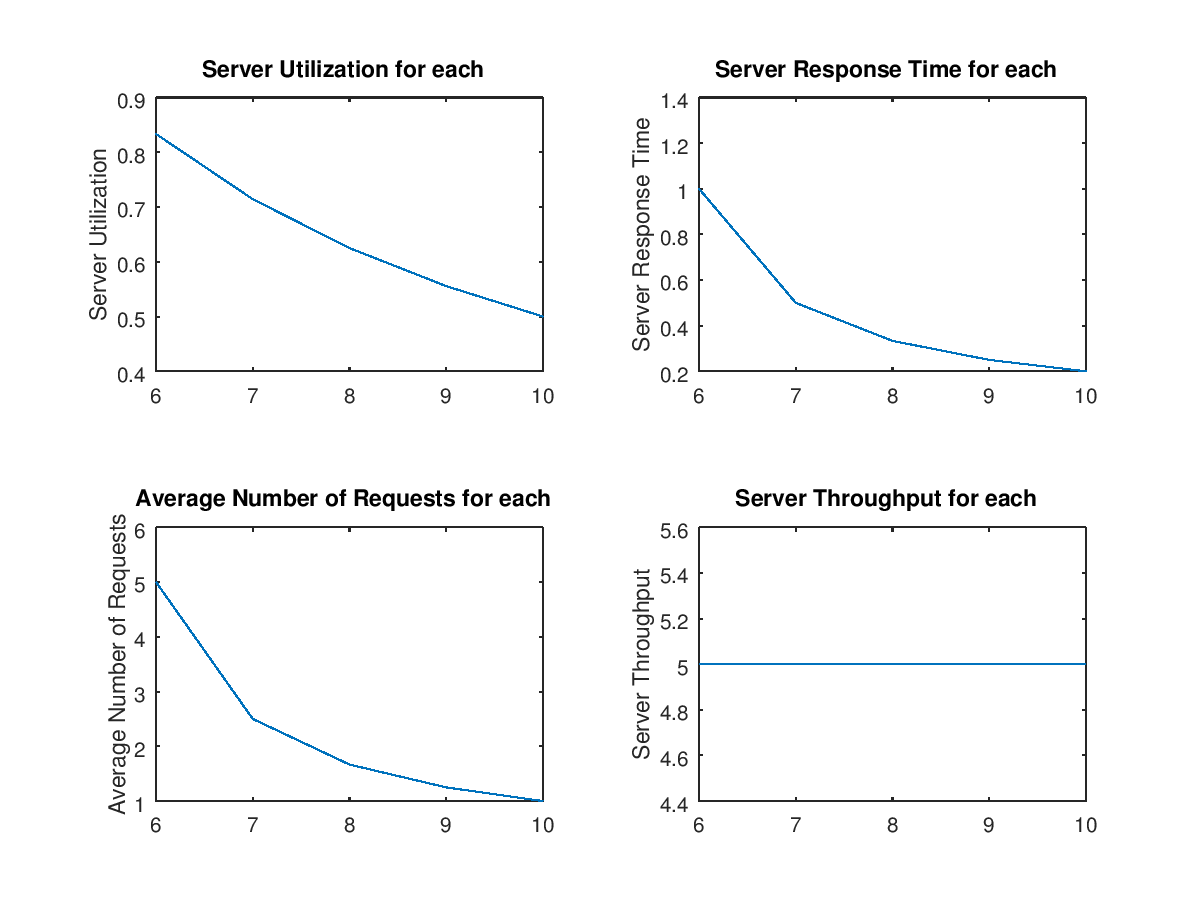 Server Utilization for each
Server Utilization
0.9
0.8
0.7
0.6
0.5
0.4
6 7 8 9 10
Server Response Time for each
Server Response Time
1.4
1.2
1
0.8
0.6
0.4
0.2
6 7 8 9 10
Average Number of Requests for each
Average Number of Requests
6
5
4
3
2
1
6 7 8 9 10
Server Throughput for each
Server Throughput
5.6
5.4
5.2
5
4.8
4.6
4.4
6 7 8 9 10